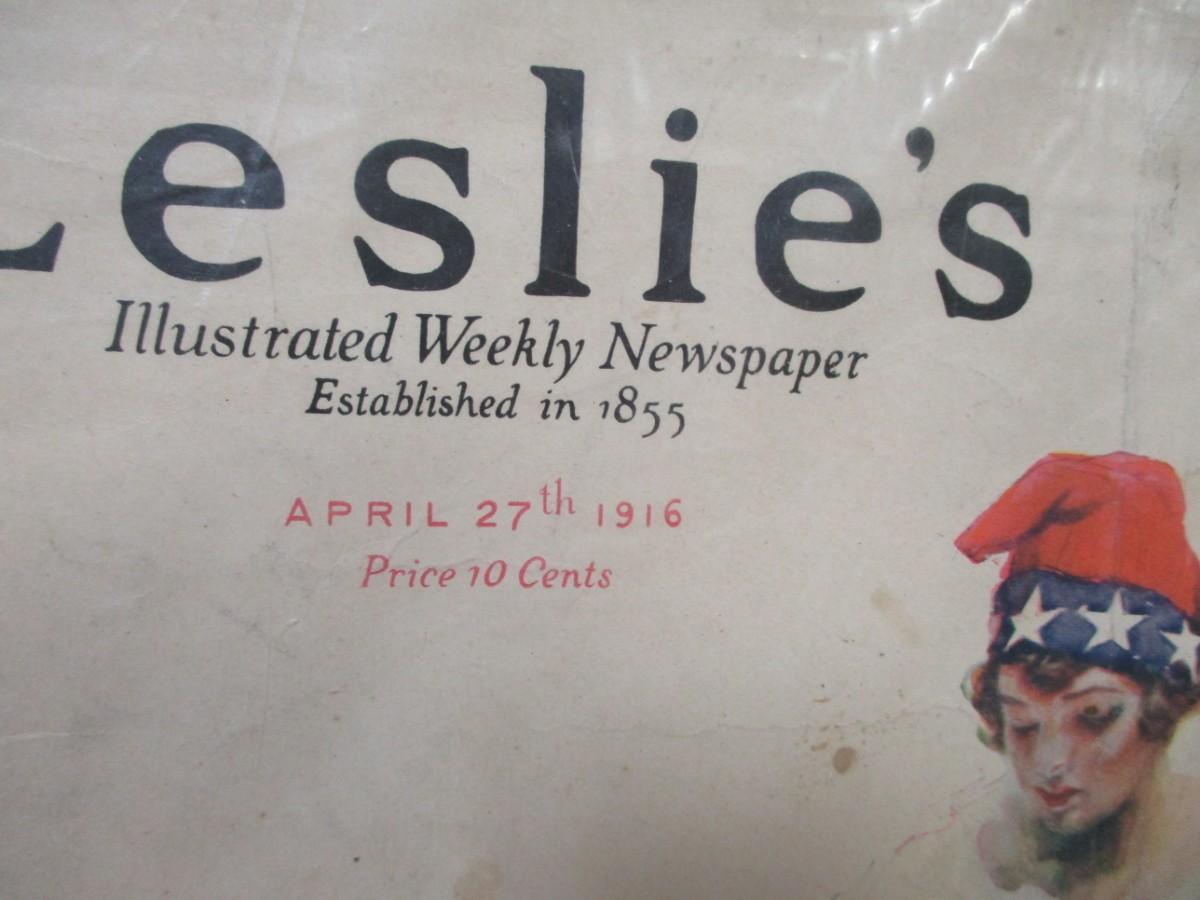 Leslie's
Illustrated Weekly Newspaper
Established in 1855
APRIL 27th 1916
Price 10 Cents